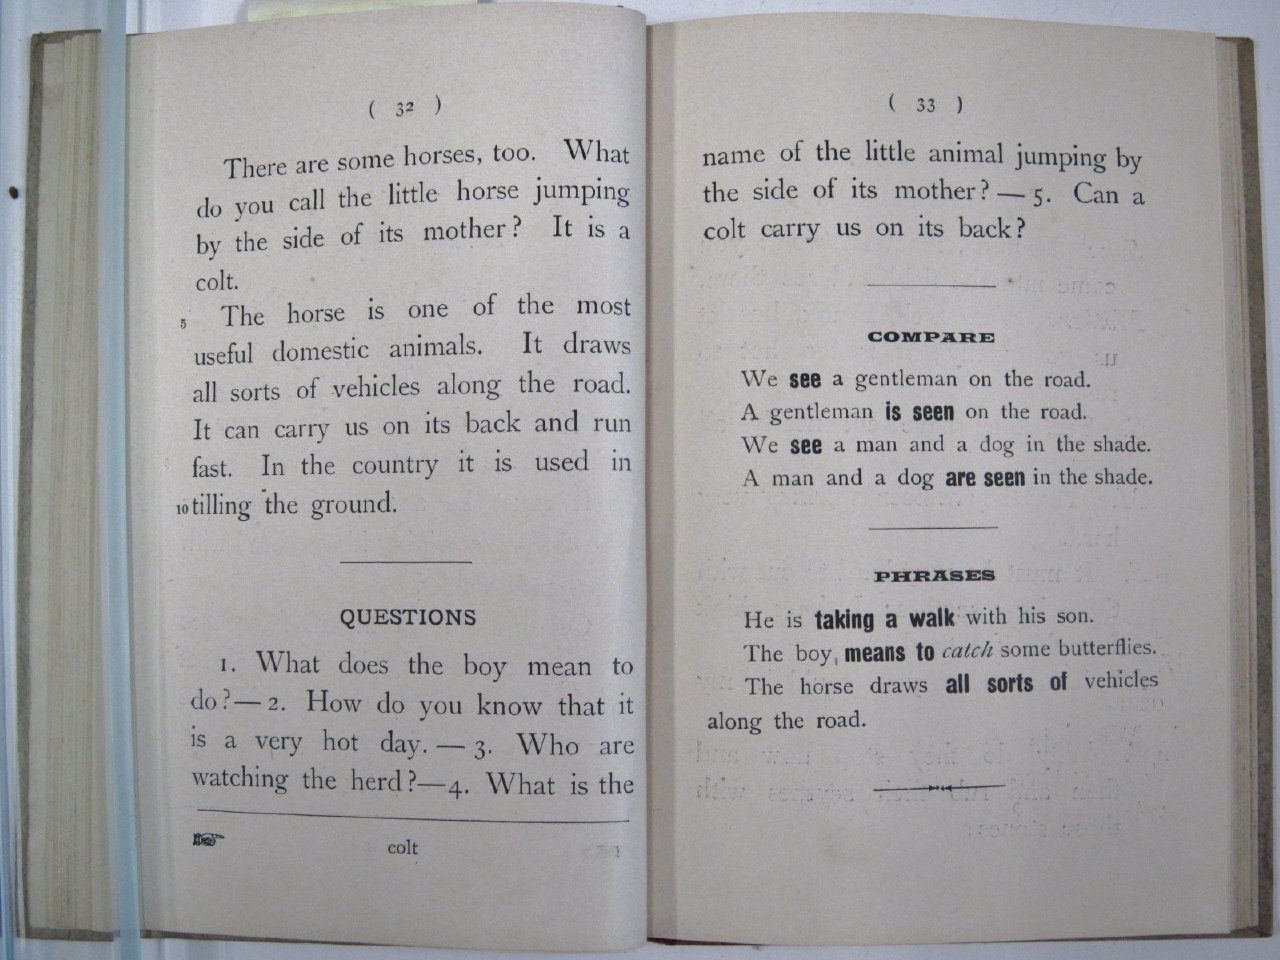 ( 32 )
There are some horses, too. What
do you call the little horse jumping
by the side of its mother? It is a
colt.
5 The horse is one of the most
useful domestic animals. It draws
all sorts of vehicles along the road.
It can carry us on its back and run
fast. In the country it is used in
10 tilling the ground.
QUESTIONS
1. What does the boy mean to
do?—2. How do you know that it
is a very hot day.—3. Who are
watching the herd?—4. What is the
colt
( 33 )
name of the little animal jumping by
the side of its mother?—5. Can a
colt carry us on its back?
COMPARE
We see a gentleman on the road.
A gentleman is seen on the road.
We see a man and a dog in the shade.
A man and a dog are seen in the shade.
PHRASES
He is taking a walk with his son.
The boy, means to catch some butterflies.
The horse draws all sorts of vehicles
along the road.